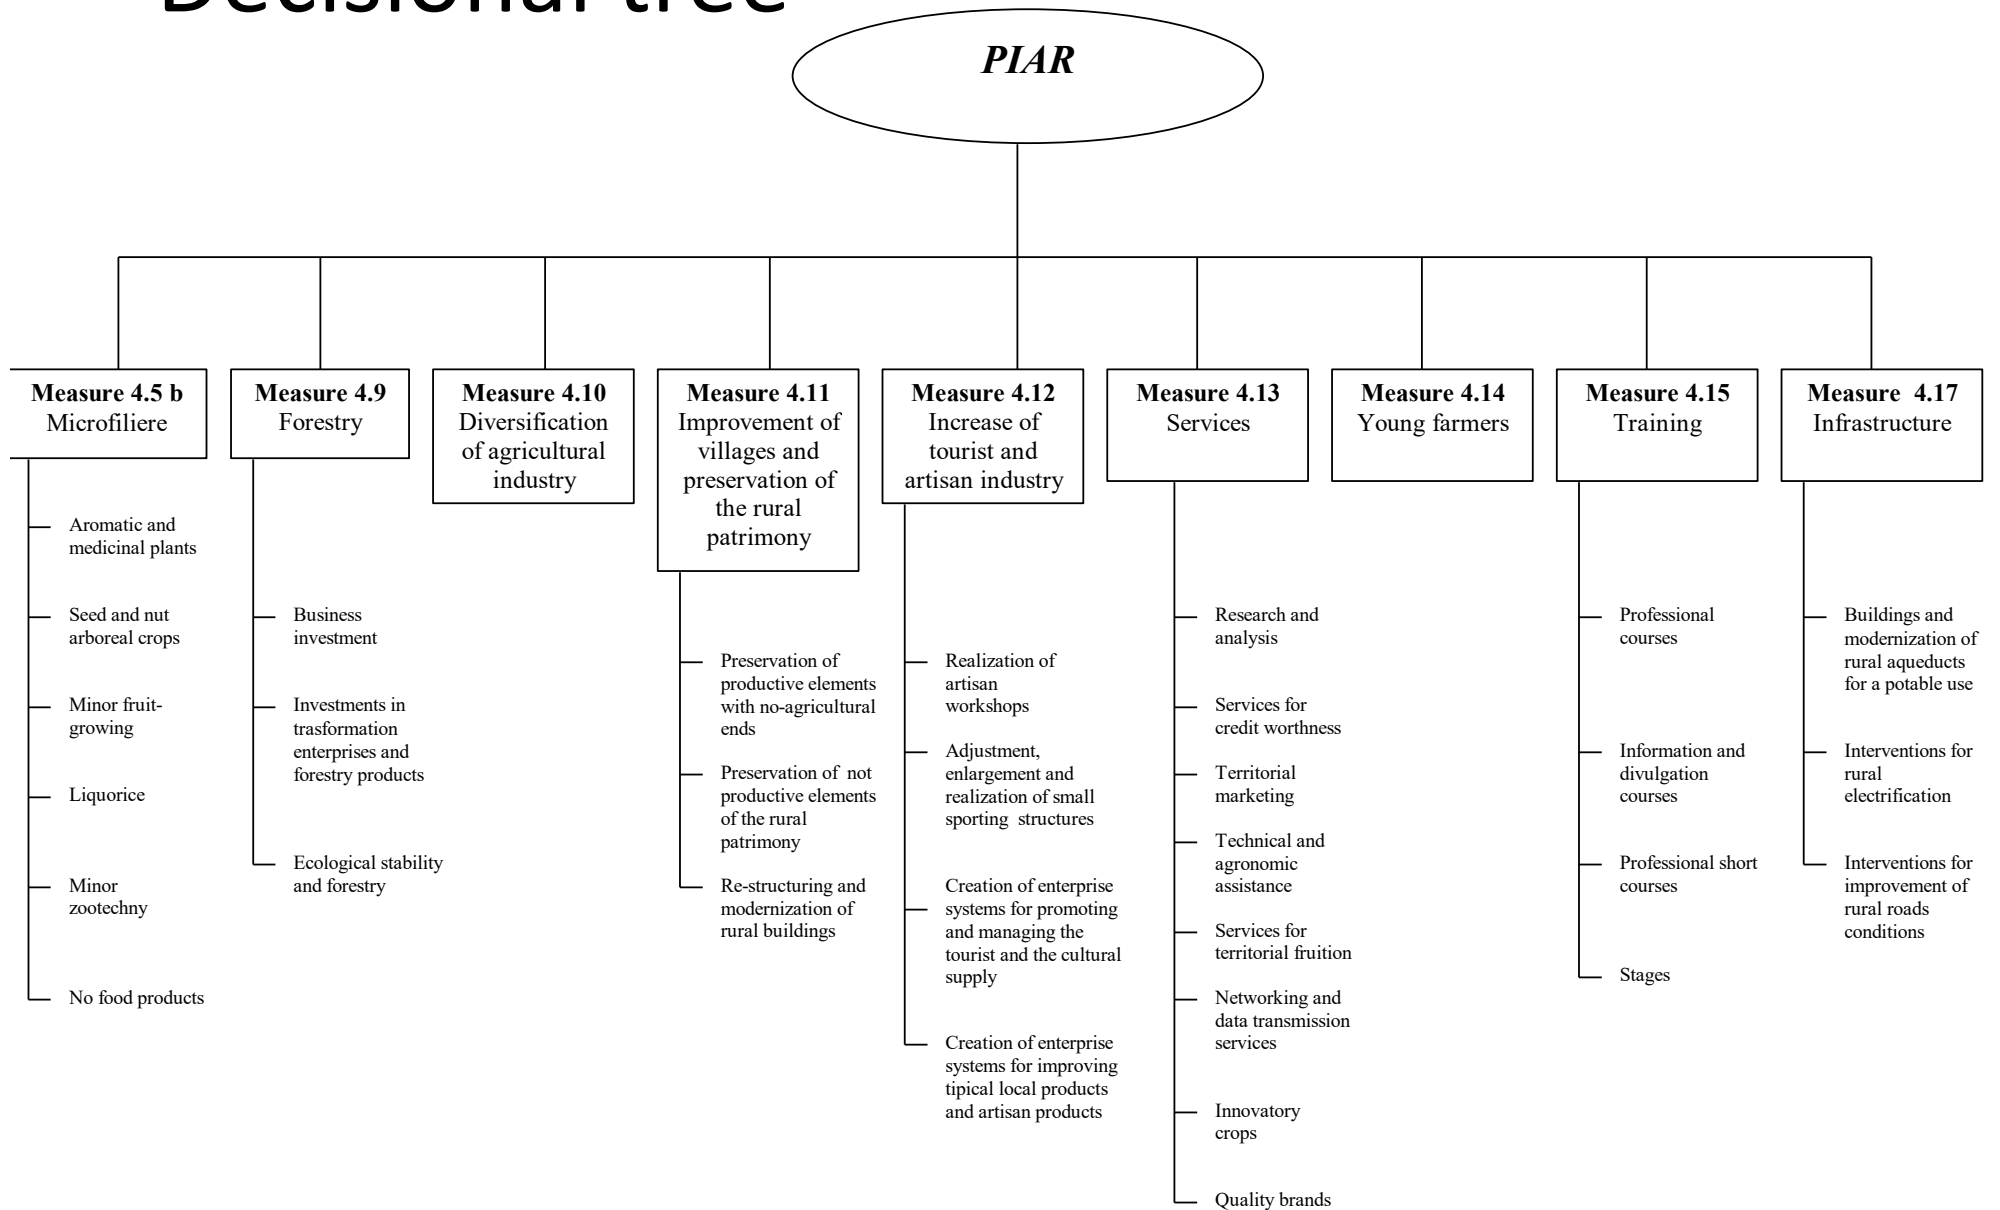 Decisional tree
PIAR
Measure 4.5 b
Microfiliere
Aromatic and
medicinal plants
Seed and nut
arboreal crops
Minor fruit-
growing
Liquorice
Minor
zootechny
No food products
Measure 4.9
Forestry
Business
investment
Investments in
trasformation
enterprises and
forestry products
Ecological stability
and forestry
Measure 4.10
Diversification
of agricultural
industry
Measure 4.11
Improvement of
villages and
preservation of
the rural
patrimony
Preservation of
productive elements
with no-agricultural
ends
Preservation of  not
productive elements
of the rural
patrimony
Re-structuring and
modernization of
rural buildings
Measure 4.12
Increase of
tourist and
artisan industry
Realization of
artisan
workshops
Adjustment,
enlargement and
realization of small
sporting  structures
Creation of enterprise
systems for promoting
and managing the
tourist and the cultural
supply
Creation of enterprise
systems for improving
tipical local products
and artisan products
Measure 4.13
Services
Research and
analysis
Services for
credit worthness
Territorial
marketing
Technical and
agronomic
assistance
Services for
territorial fruition
Networking and
data transmission
services
Innovatory
crops
Quality brands
Measure 4.14
Young farmers
Measure 4.15
Training
Professional
courses
Information and
divulgation
courses
Professional short
courses
Stages
Measure  4.17
Infrastructure
Buildings and
modernization of
rural aqueducts
for a potable use
Interventions for
rural
electrification
Interventions for
improvement of
rural roads
conditions